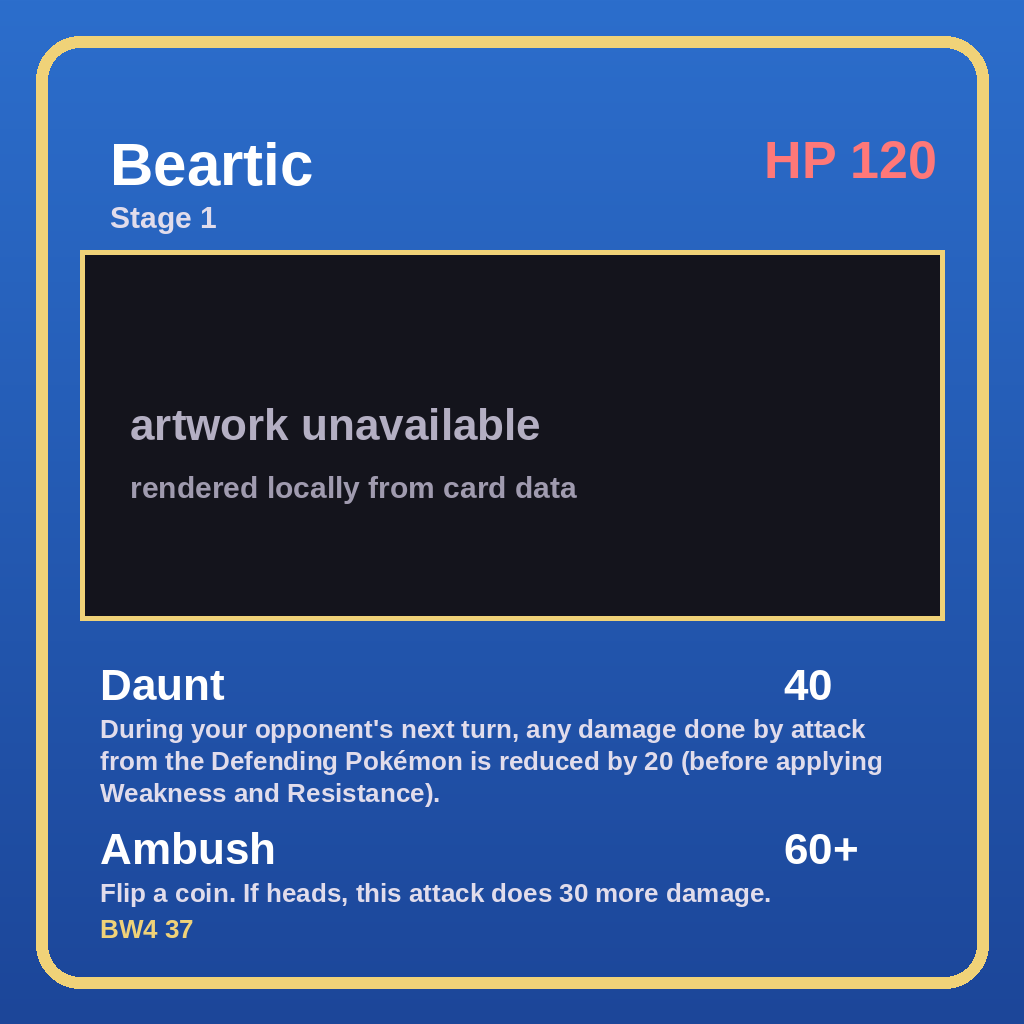 Beartic
HP 120
Stage 1
artwork unavailable
rendered locally from card data
Daunt
40
During your opponent's next turn, any damage done by attack
from the Defending Pokémon is reduced by 20 (before applying
Weakness and Resistance).
Ambush
60+
Flip a coin. If heads, this attack does 30 more damage.
BW4 37